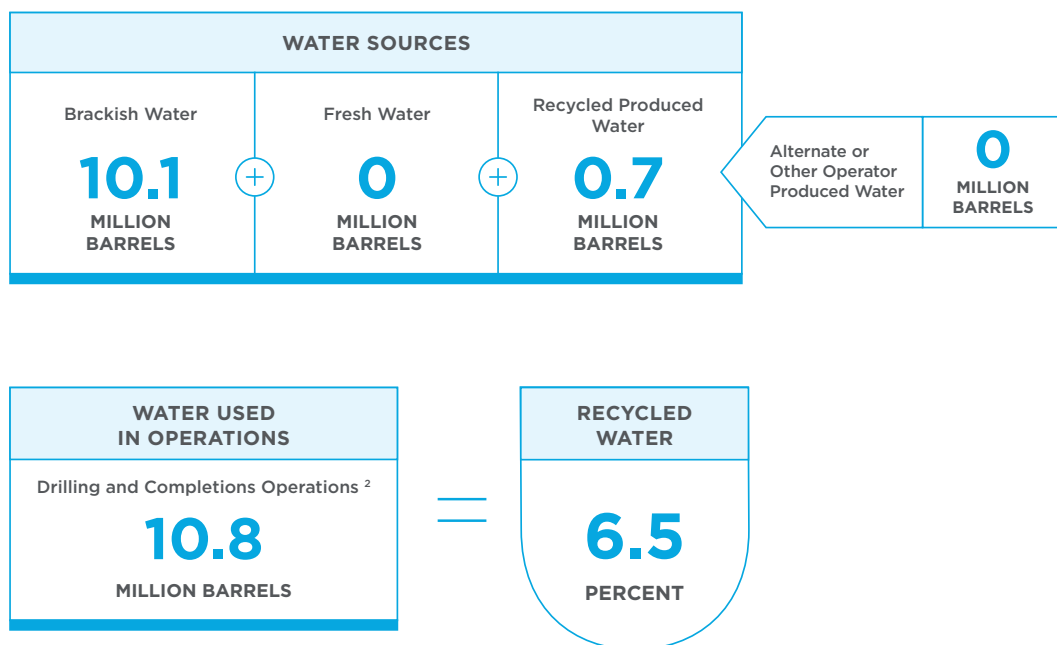 WATER SOURCES
Brackish Water
10.1
MILLION
BARRELS
+
Fresh Water
0
MILLION
BARRELS
+
Recycled Produced
Water
0.7
MILLION
BARRELS
Alternate or
Other Operator
Produced Water
0
MILLION
BARRELS
WATER USED
IN OPERATIONS
Drilling and Completions Operations ²
10.8
MILLION BARRELS
=
RECYCLED
WATER
6.5
PERCENT